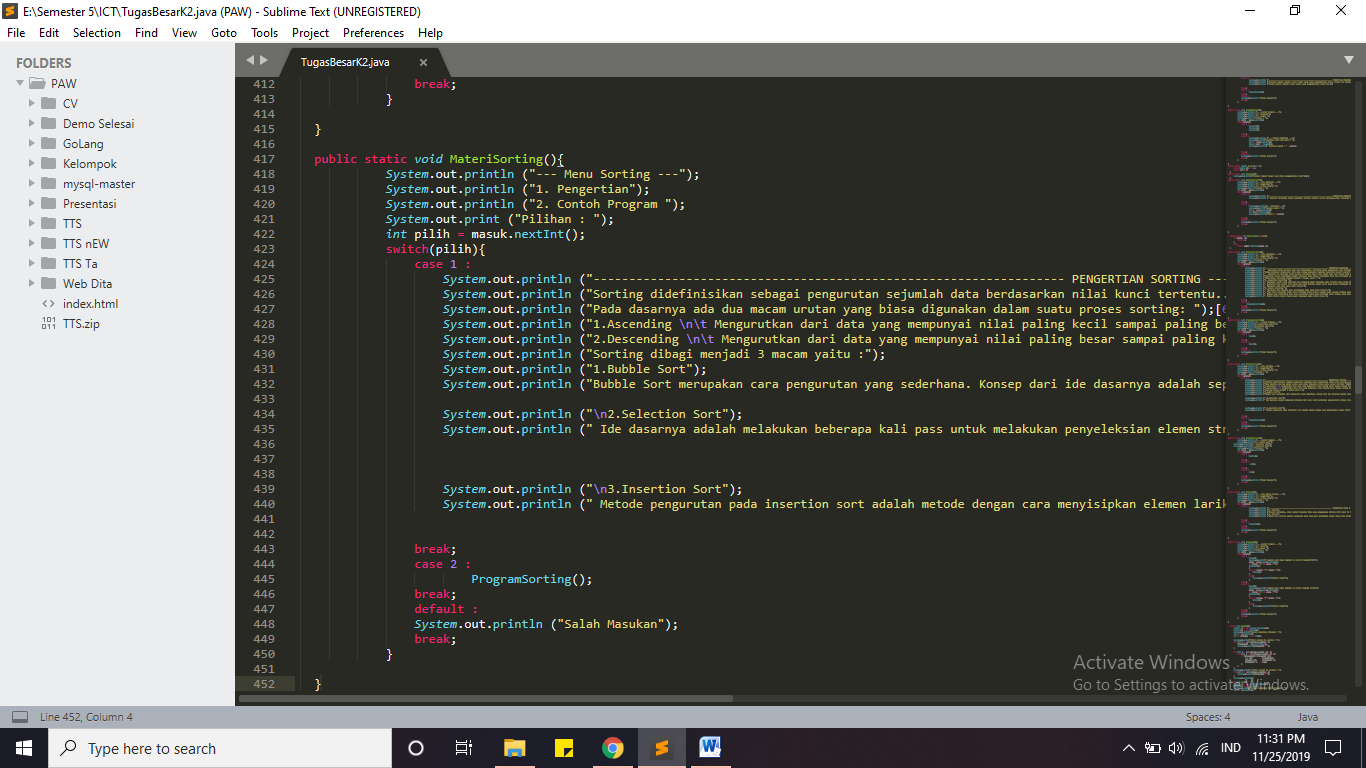 E:\Semester 5\ICT\TugasBesarK2.java (PAW) - Sublime Text (UNREGISTERED)
File Edit Selection Find View Goto Tools Project Preferences Help
FOLDERS
PAW
CV
Demo Selesai
GoLang
Kelompok
mysql-master
Presentasi
TTS
TTS nEW
TTS Ta
Web Dita
index.html
TTS.zip
TugasBesarK2.java
412 break;
413 }
414
415 }
416
417 public static void MateriSorting(){
418 System.out.println ("--- Menu Sorting ---");
419 System.out.println ("1. Pengertian");
420 System.out.println ("2. Contoh Program ");
421 System.out.print ("Pilihan : ");
422 int pilih = masuk.nextInt();
423 switch(pilih){
424 case 1 :
425 System.out.println ("------------------------------------------------------------------ PENGERTIAN SORTING ---
426 System.out.println ("Sorting didefinisikan sebagai pengurutan sejumlah data berdasarkan nilai kunci tertentu..
427 System.out.println ("Pada dasarnya ada dua macam urutan yang biasa digunakan dalam suatu proses sorting: ");[
428 System.out.println ("1.Ascending \n\t Mengurutkan dari data yang mempunyai nilai paling kecil sampai paling be
429 System.out.println ("2.Descending \n\t Mengurutkan dari data yang mempunyai nilai paling besar sampai paling k
430 System.out.println ("Sorting dibagi menjadi 3 macam yaitu :");
431 System.out.println ("1.Bubble Sort");
432 System.out.println ("Bubble Sort merupakan cara pengurutan yang sederhana. Konsep dari ide dasarnya adalah sep
433
434 System.out.println ("\n2.Selection Sort");
435 System.out.println (" Ide dasarnya adalah melakukan beberapa kali pass untuk melakukan penyeleksian elemen str
436
437
438
439 System.out.println ("\n3.Insertion Sort");
440 System.out.println (" Metode pengurutan pada insertion sort adalah metode dengan cara menyisipkan elemen larik
441
442
443 break;
444 case 2 :
445 ProgramSorting();
446 break;
447 default :
448 System.out.println ("Salah Masukan");
449 break;
450 }
451
452 }
Activate Windows
Go to Settings to activate Windows.
Line 452, Column 4 Spaces: 4 Java
Type here to search
IND
11:31 PM
11/25/2019